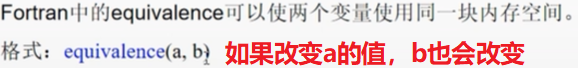 Fortran中的equivalence可以使两个变量使用同一块内存空间。
格式：equivalence(a, b) 如果改变a的值，b也会改变